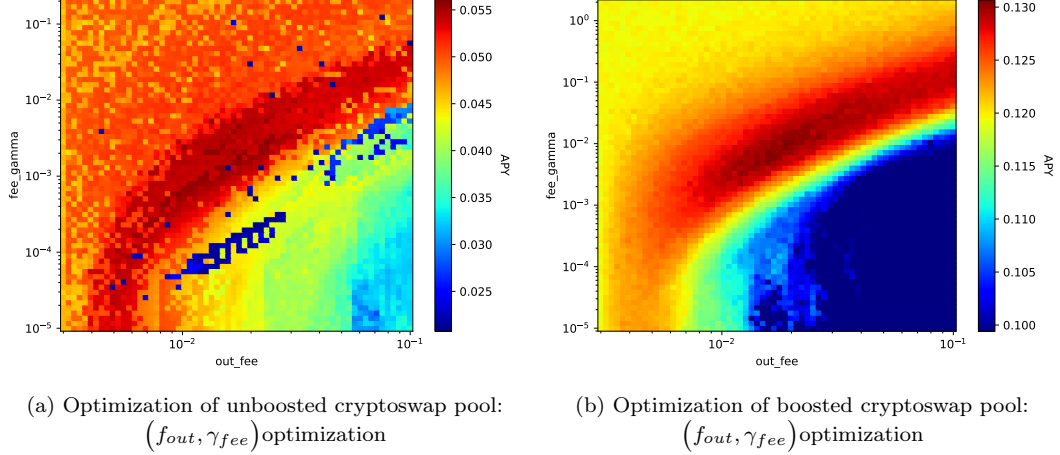 10⁻¹
10⁻²
10⁻³
10⁻⁴
10⁻⁵
fee_gamma
10⁻²
10⁻¹
out_fee
0.055
0.050
0.045
0.040
0.035
0.030
0.025
APY
10⁰
10⁻¹
10⁻²
10⁻³
10⁻⁴
10⁻⁵
fee_gamma
10⁻²
10⁻¹
out_fee
0.130
0.125
0.120
0.115
0.110
0.105
0.100
APY
(a) Optimization of unboosted cryptoswap pool:
(f_out, γ_fee)optimization
(b) Optimization of boosted cryptoswap pool:
(f_out, γ_fee)optimization